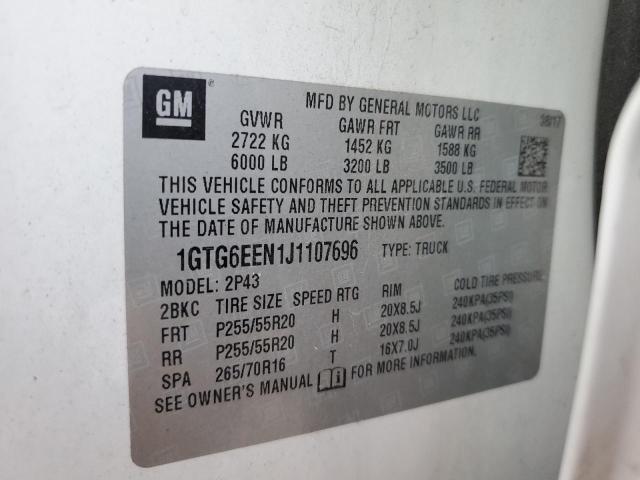 GM
MFD BY GENERAL MOTORS LLC
GVWR GAWR FRT GAWR RR
2722 KG 1452 KG 1588 KG
6000 LB 3200 LB 3500 LB
THIS VEHICLE CONFORMS TO ALL APPLICABLE U.S. FEDERAL MOTOR
VEHICLE SAFETY AND THEFT PREVENTION STANDARDS IN EFFECT ON
THE DATE OF MANUFACTURE SHOWN ABOVE.
1GTG6EEN1J1107696 TYPE: TRUCK
MODEL: 2P43
2BKC TIRE SIZE SPEED RTG RIM COLD TIRE PRESSURE
FRT P255/55R20 H 20X8.5J 240KPA(35PSI)
RR P255/55R20 H 20X8.5J 240KPA(35PSI)
SPA 265/70R16 T 16X7.0J 240KPA(35PSI)
SEE OWNER'S MANUAL FOR MORE INFORMATION.